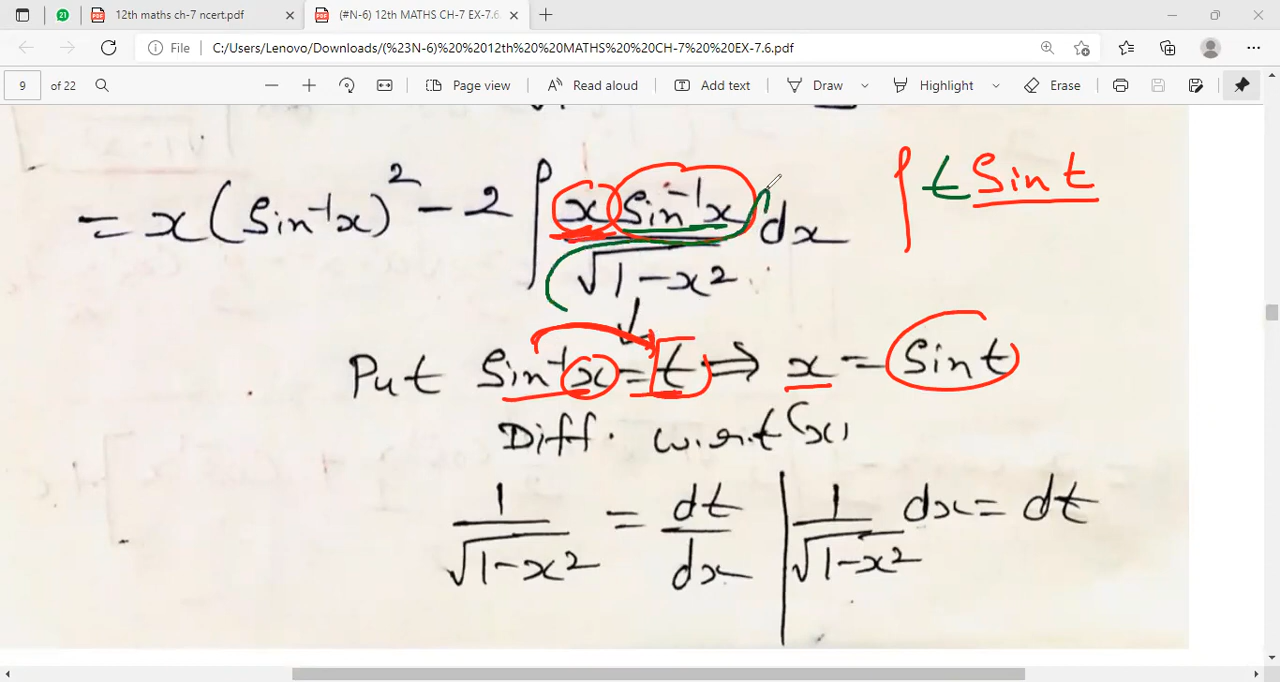 21 12th maths ch-7 ncert.pdf (#N-6) 12th MATHS CH-7 EX-7.6.
File C:/Users/Lenovo/Downloads/(%23N-6)%20%2012th%20%20MATHS%20%20CH-7%20%20EX-7.6.pdf
9 of 22 Page view Read aloud Add text Draw Highlight Erase
= x(Sin⁻¹x)² - 2 ∫ x Sin⁻¹x / √1-x² dx ∫ t Sint
Put Sin⁻¹x = t ⇒ x = Sint
Diff. w.r.t (x)
1/√1-x² = dt/dx | 1/√1-x² dx = dt